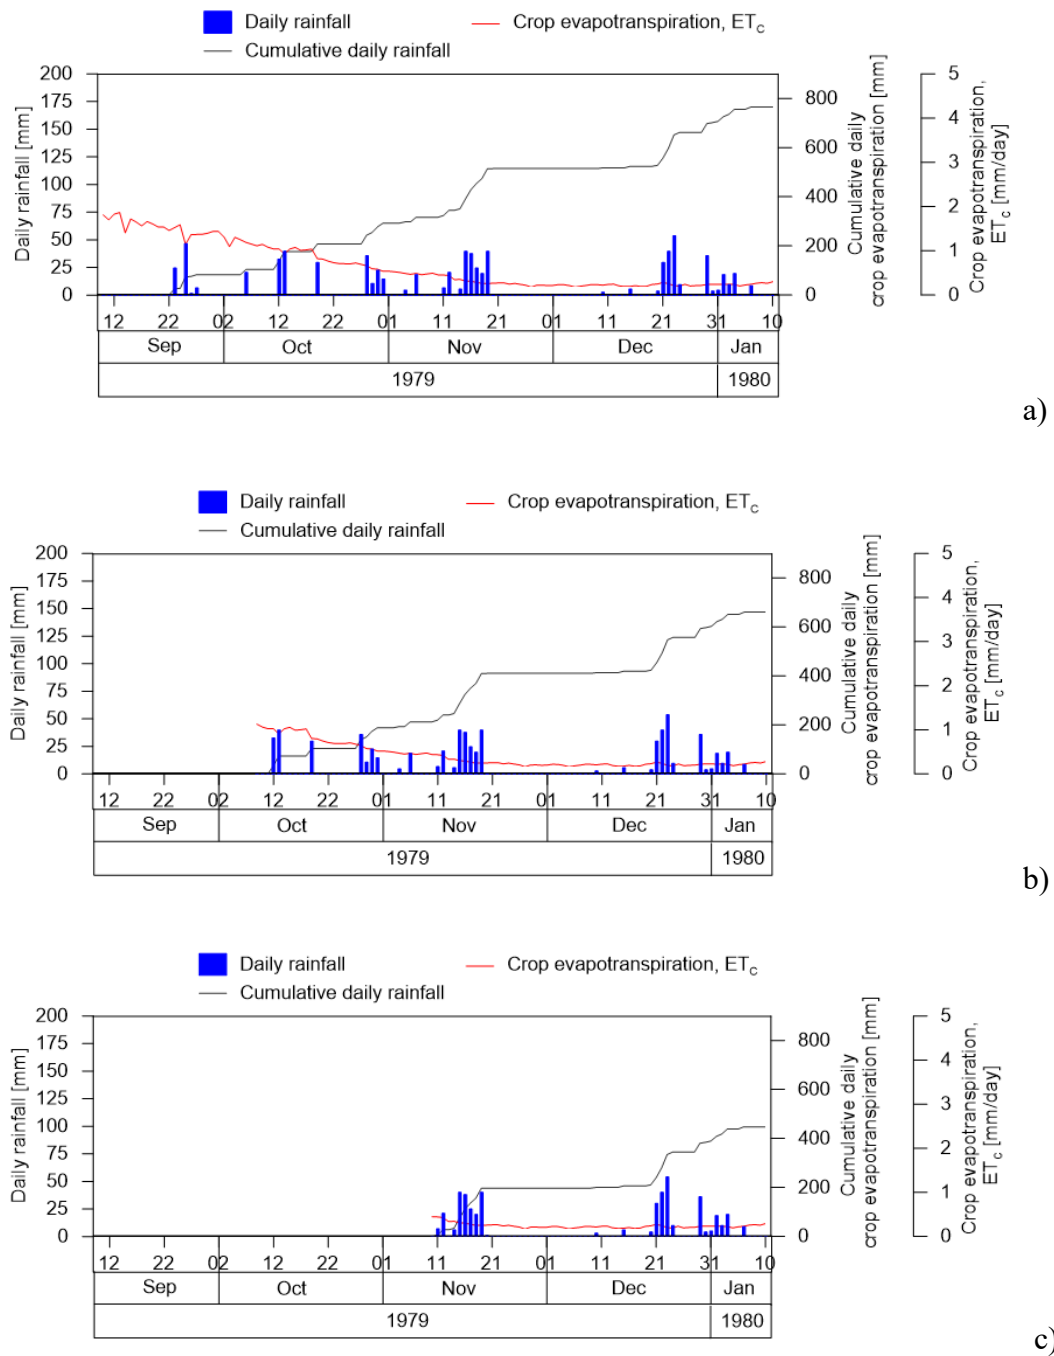 Daily rainfall
Crop evapotranspiration, ETc
Cumulative daily rainfall
Daily rainfall [mm]
200
175
150
125
100
75
50
25
0
800
600
400
200
0
Cumulative daily
crop evapotranspiration [mm]
5
4
3
2
1
0
Crop evapotranspiration,
ETc [mm/day]
12 22 02 12 22 01 11 21 01 11 21 31 10
Sep Oct Nov Dec Jan
1979 1980
a)
Daily rainfall
Crop evapotranspiration, ETc
Cumulative daily rainfall
Daily rainfall [mm]
200
175
150
125
100
75
50
25
0
800
600
400
200
0
Cumulative daily
crop evapotranspiration [mm]
5
4
3
2
1
0
Crop evapotranspiration,
ETc [mm/day]
12 22 02 12 22 01 11 21 01 11 21 31 10
Sep Oct Nov Dec Jan
1979 1980
b)
Daily rainfall
Crop evapotranspiration, ETc
Cumulative daily rainfall
Daily rainfall [mm]
200
175
150
125
100
75
50
25
0
800
600
400
200
0
Cumulative daily
crop evapotranspiration [mm]
5
4
3
2
1
0
Crop evapotranspiration,
ETc [mm/day]
12 22 02 12 22 01 11 21 01 11 21 31 10
Sep Oct Nov Dec Jan
1979 1980
c)